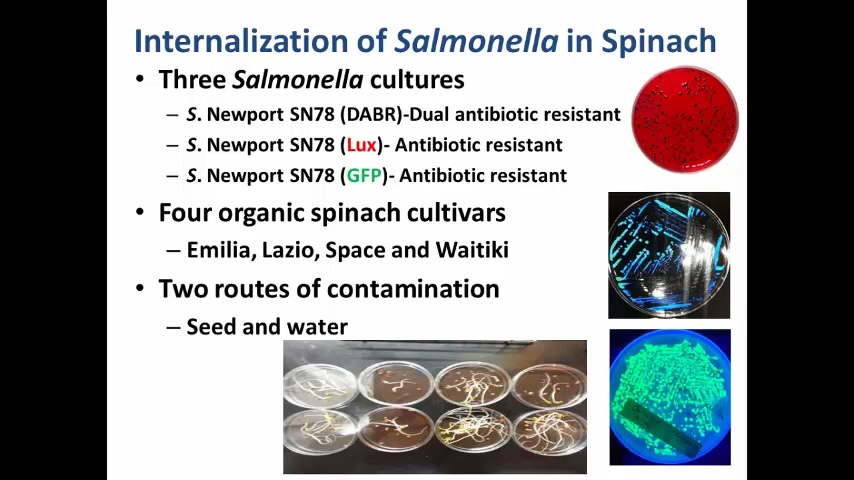 Internalization of Salmonella in Spinach
• Three Salmonella cultures
– S. Newport SN78 (DABR)-Dual antibiotic resistant
– S. Newport SN78 (Lux)- Antibiotic resistant
– S. Newport SN78 (GFP)- Antibiotic resistant
• Four organic spinach cultivars
– Emilia, Lazio, Space and Waitiki
• Two routes of contamination
– Seed and water